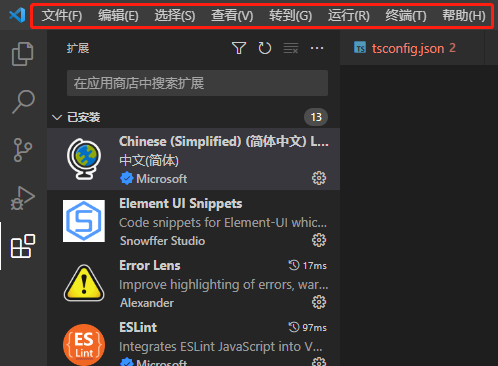 文件(F) 编辑(E) 选择(S) 查看(V) 转到(G) 运行(R) 终端(T) 帮助(H)
扩展
TS tsconfig.json 2
在应用商店中搜索扩展
已安装 13
Chinese (Simplified) (简体中文) L...
中文(简体)
Microsoft
Element UI Snippets
Code snippets for Element-UI whic...
Snowffer Studio
Error Lens 17ms
Improve highlighting of errors, war...
Alexander
ES Lint
ESLint 97ms
Integrates ESLint JavaScript into V...
Microsoft